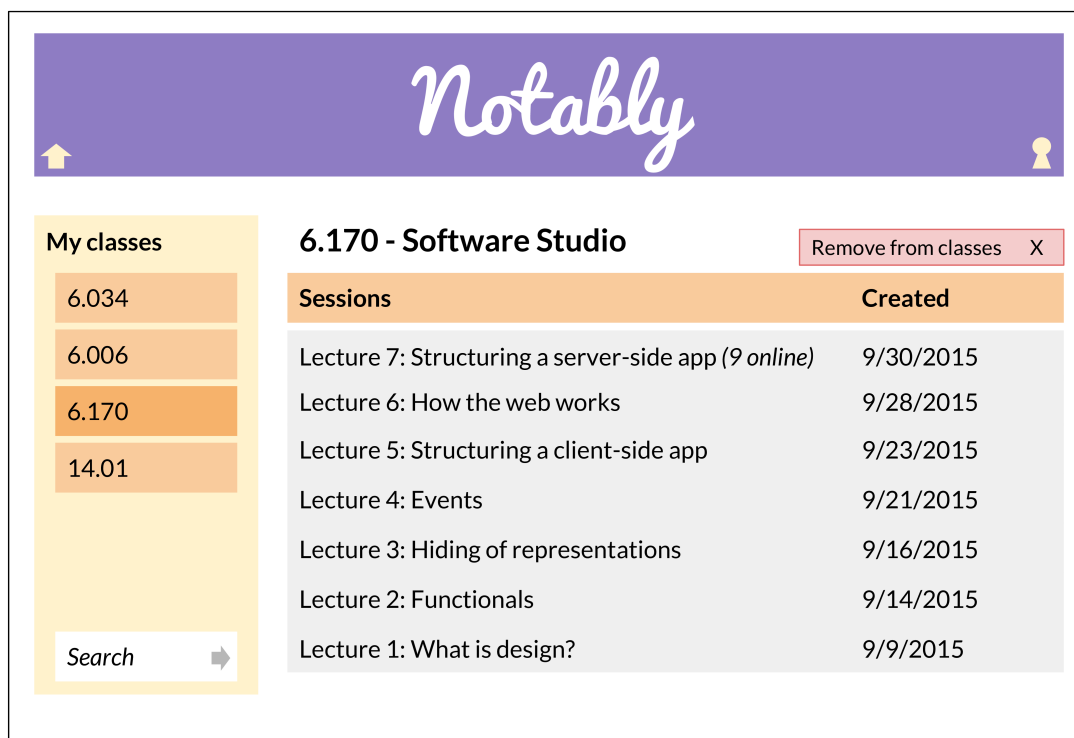 Notably
My classes
6.034
6.006
6.170
14.01
Search
6.170 - Software Studio
Remove from classes X
Sessions Created
Lecture 7: Structuring a server-side app (9 online) 9/30/2015
Lecture 6: How the web works 9/28/2015
Lecture 5: Structuring a client-side app 9/23/2015
Lecture 4: Events 9/21/2015
Lecture 3: Hiding of representations 9/16/2015
Lecture 2: Functionals 9/14/2015
Lecture 1: What is design? 9/9/2015